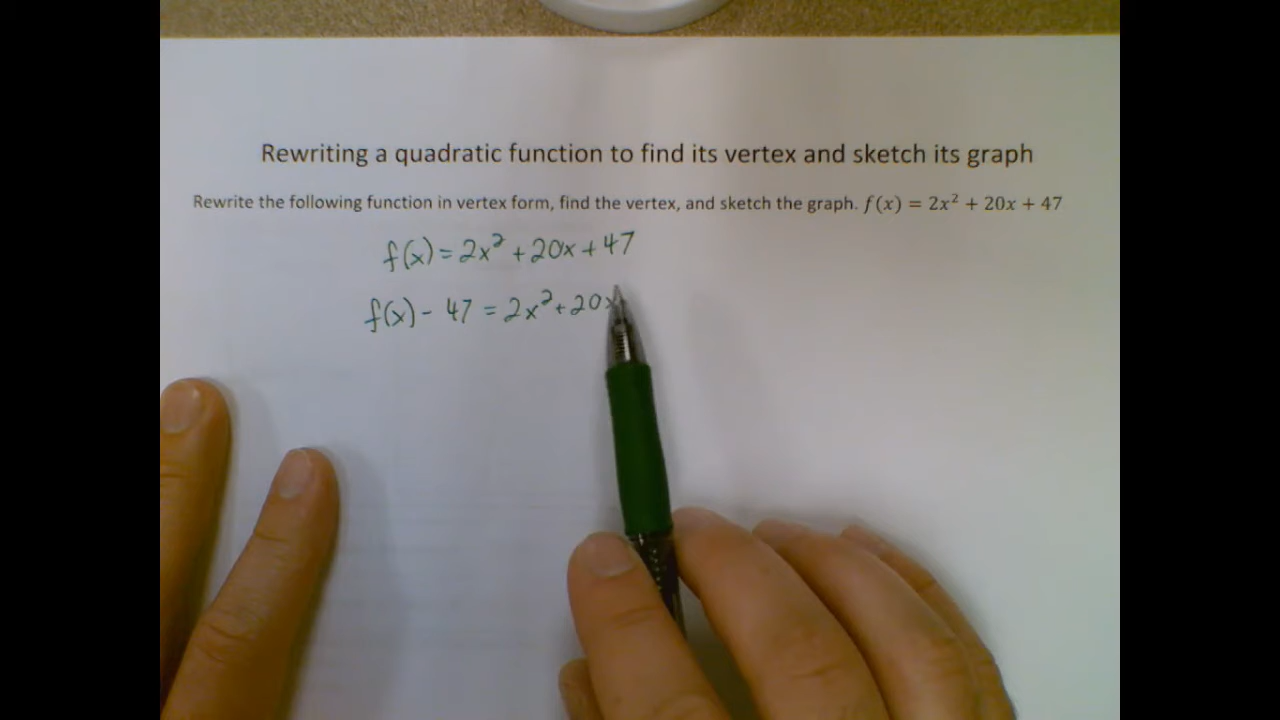 Rewriting a quadratic function to find its vertex and sketch its graph
Rewrite the following function in vertex form, find the vertex, and sketch the graph. f(x) = 2x² + 20x + 47
f(x) = 2x² + 20x + 47
f(x) - 47 = 2x² + 20x